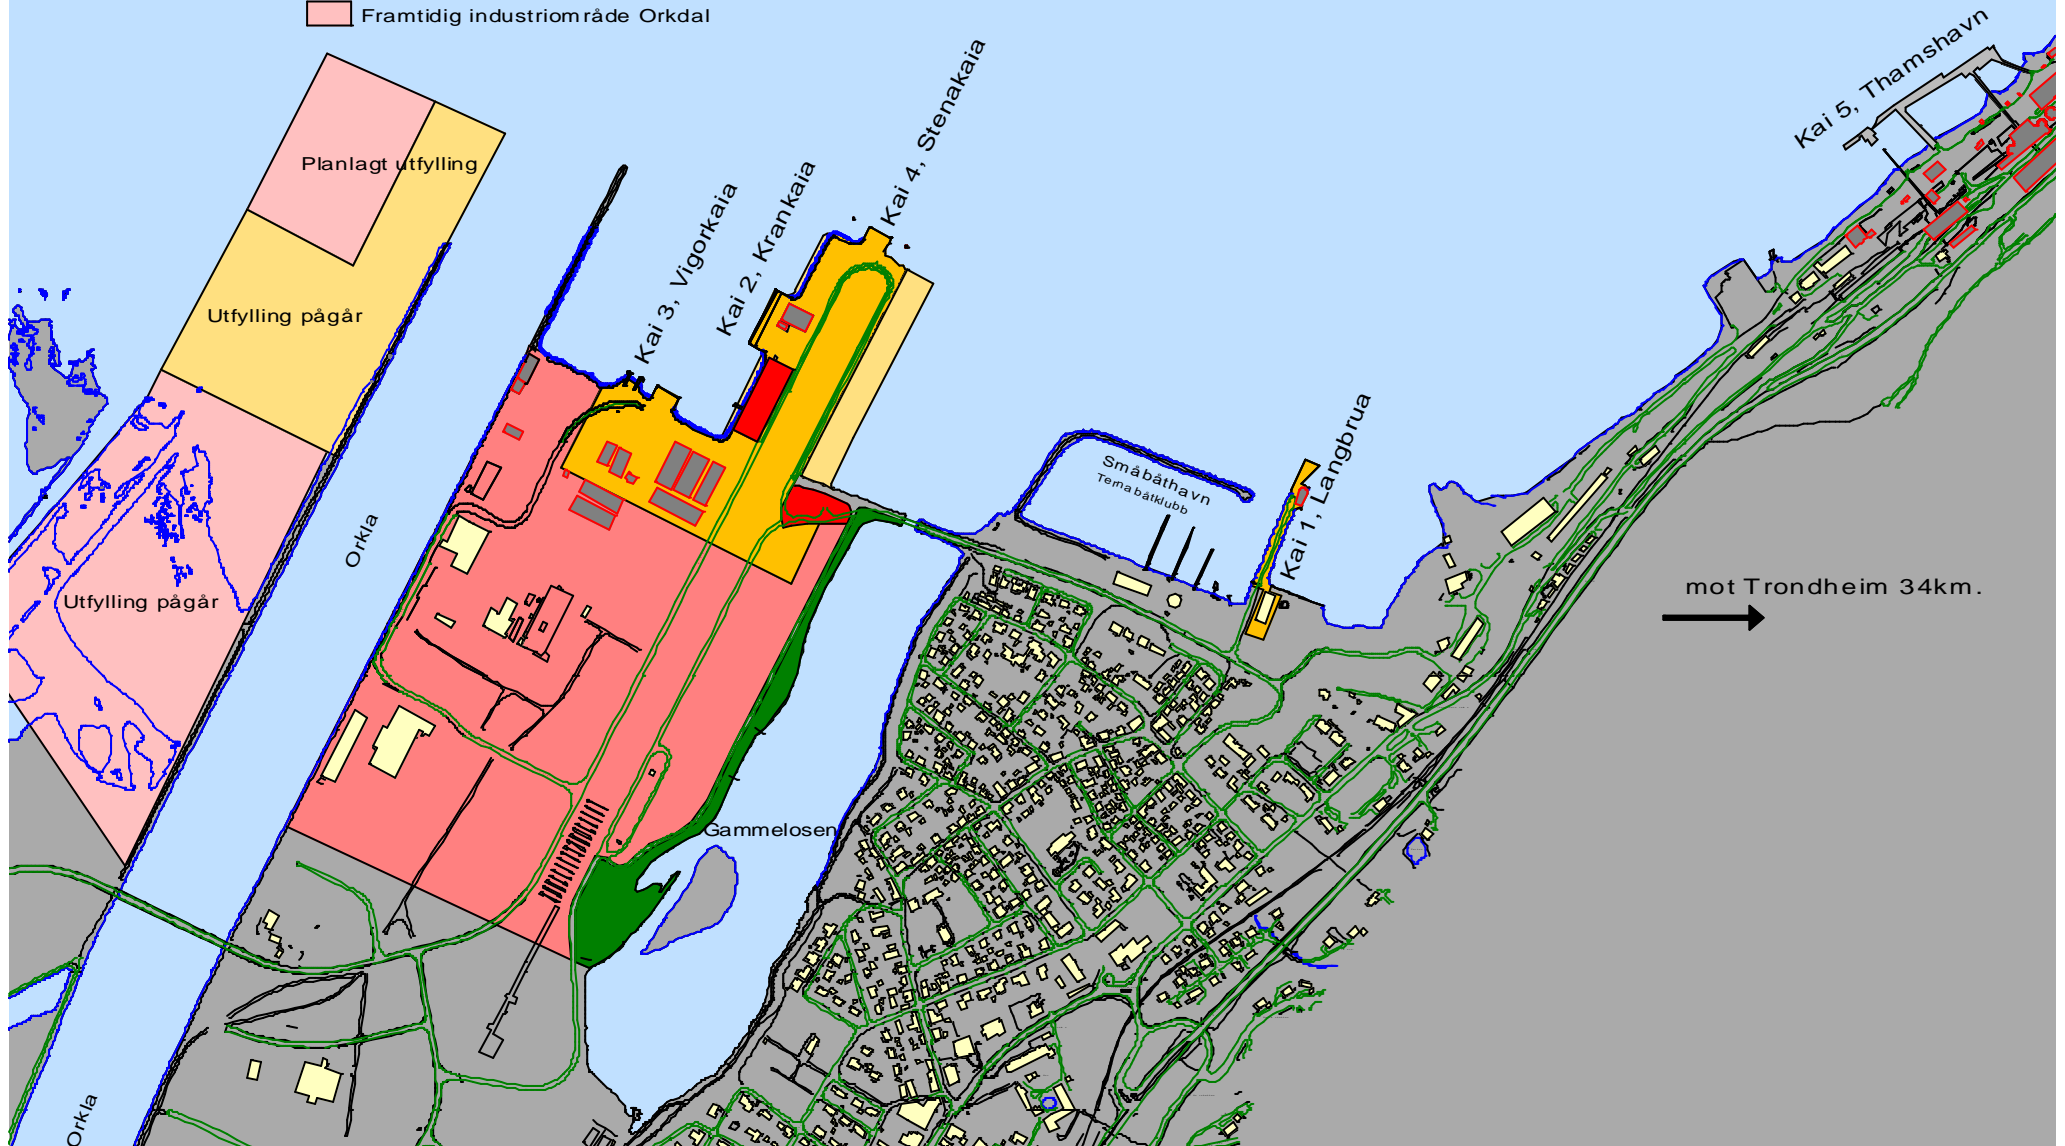 Framtidig industriområde Orkdal
Planlagt utfylling
Utfylling pågår
Utfylling pågår
Orkla
Orkla
Kai 3, Vigorkaia
Kai 2, Krankaia
Kai 4, Stenakaia
Kai 5, Thamshavn
Småbåthavn
Terna båtklubb
Kai 1, Langbrua
mot Trondheim 34km.
Gammelosen